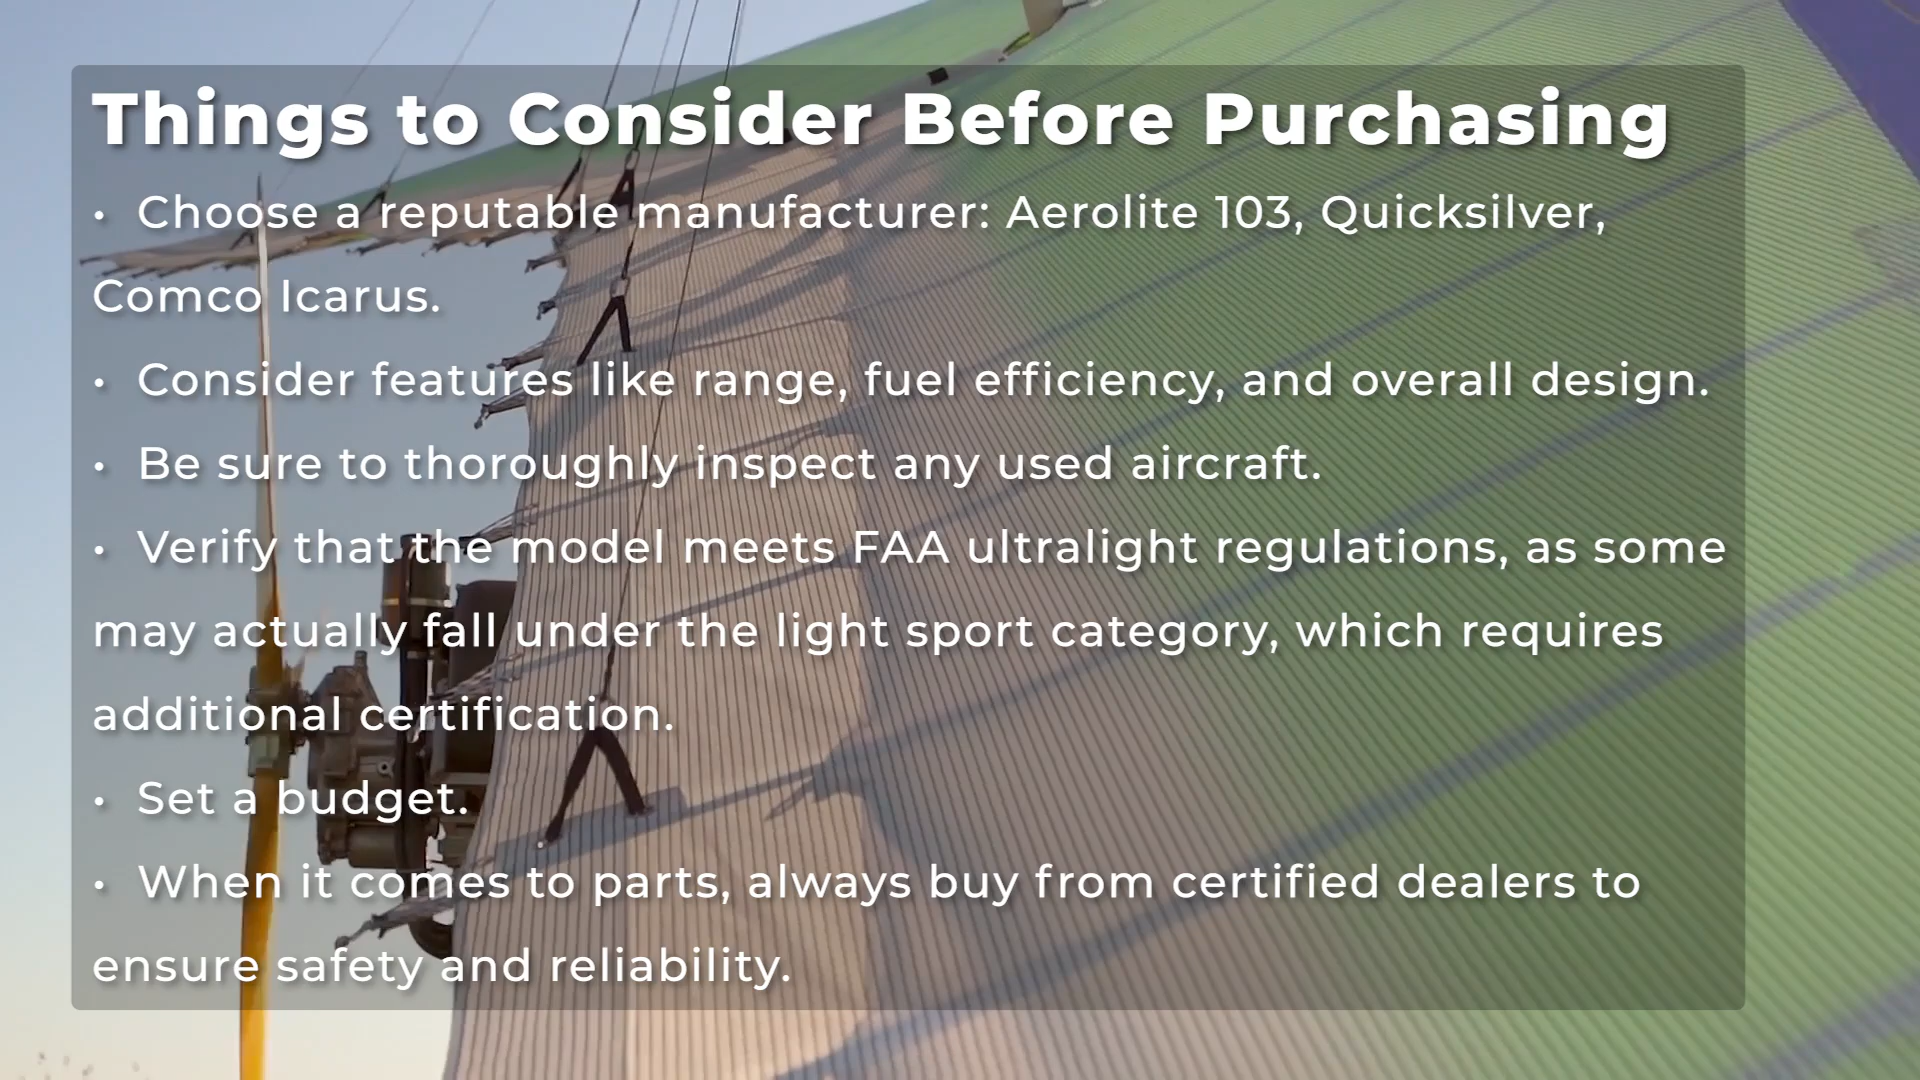 Things to Consider Before Purchasing
• Choose a reputable manufacturer: Aerolite 103, Quicksilver,
Comco Icarus.
• Consider features like range, fuel efficiency, and overall design.
• Be sure to thoroughly inspect any used aircraft.
• Verify that the model meets FAA ultralight regulations, as some
may actually fall under the light sport category, which requires
additional certification.
• Set a budget.
• When it comes to parts, always buy from certified dealers to
ensure safety and reliability.